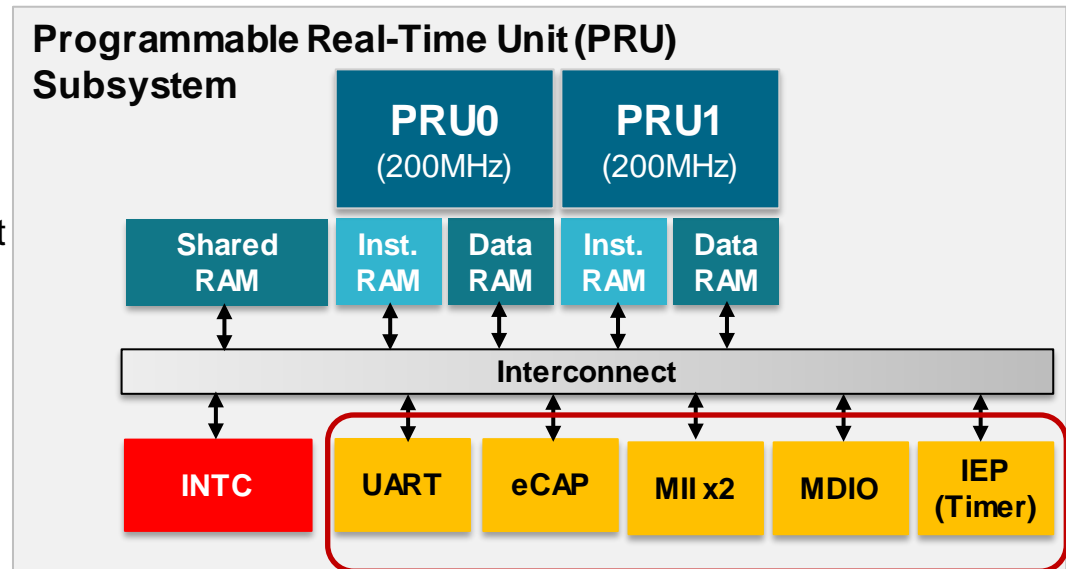 Programmable Real-Time Unit (PRU)
Subsystem
PRU0
(200MHz)
PRU1
(200MHz)
t
Shared
RAM
Inst.
RAM
Data
RAM
Inst.
RAM
Data
RAM
Interconnect
INTC
UART
eCAP
MII x2
MDIO
IEP
(Timer)